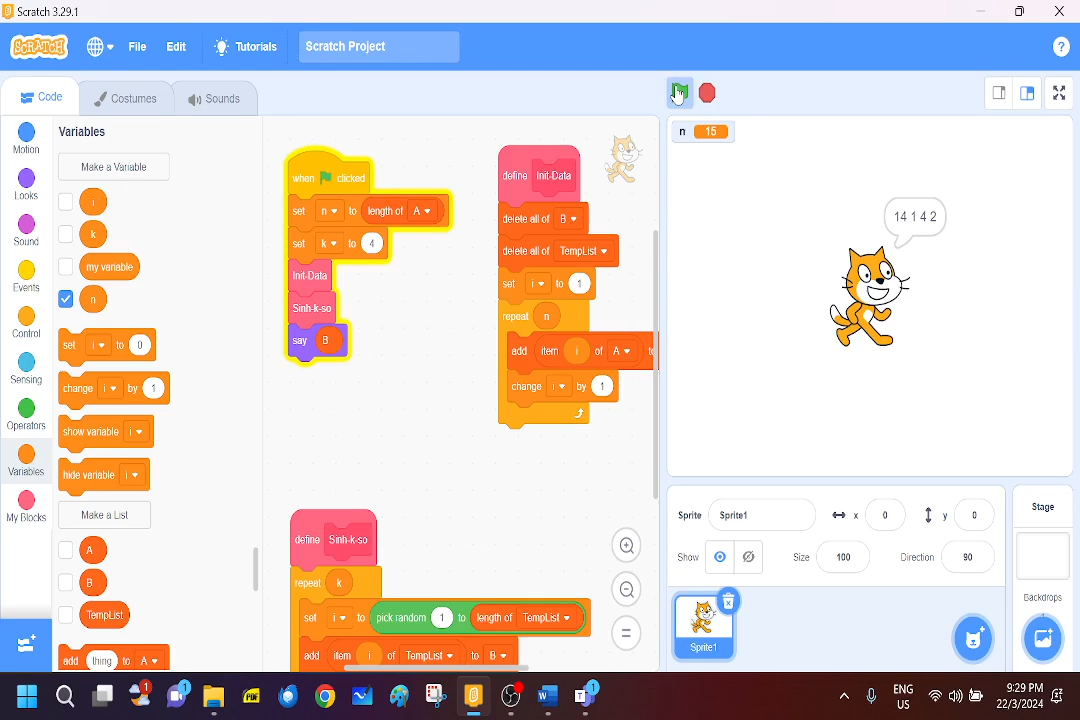 Scratch 3.29.1
SCRATCH
File
Edit
Tutorials
Scratch Project
?
Code
Costumes
Sounds
Motion
Looks
Sound
Events
Control
Sensing
Operators
Variables
My Blocks
Variables
Make a Variable
i
k
my variable
n
set i to 0
change i by 1
show variable i
hide variable i
Make a List
A
B
TempList
add thing to A
when clicked
set n to length of A
set k to 4
Init-Data
Sinh-k-so
say B
define Init-Data
delete all of B
delete all of TempList
set i to 1
repeat n
add item i of A
change i by 1
define Sinh-k-so
repeat k
set i to pick random 1 to length of TempList
add item i of TempList to B
n 15
14 1 4 2
Sprite Sprite1 x 0 y 0
Show Size 100 Direction 90
Sprite1
Stage
Backdrops
1
1
PDF
W
T
1
ENG
US
9:29 PM
22/3/2024